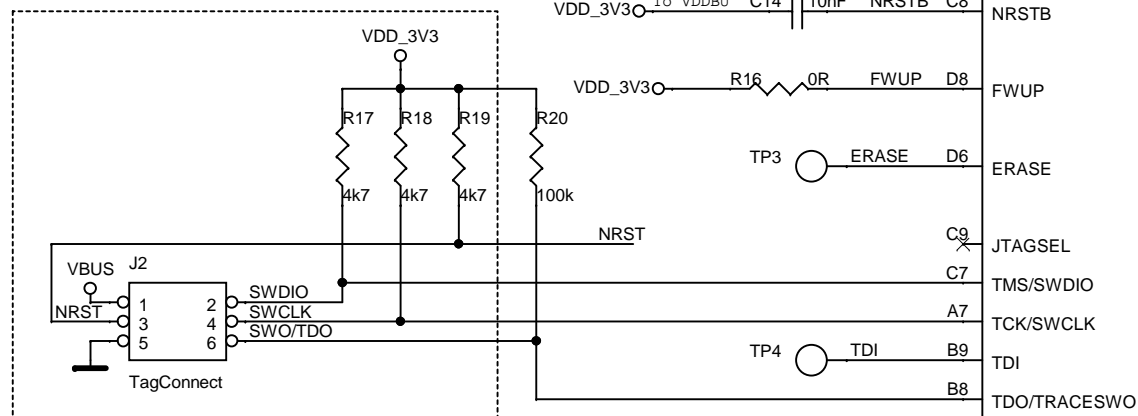 VDD_3V3 TO VDDBU C14 10nF NRSTB C8 NRSTB
VDD_3V3
VDD_3V3 R16 0R FWUP D8 FWUP
R17 R18 R19 R20
TP3 ERASE D6 ERASE
4k7 4k7 4k7 100k
NRST C9 JTAGSEL
VBUS J2
C7 TMS/SWDIO
1 2 SWDIO
NRST 3 4 SWCLK A7 TCK/SWCLK
5 6 SWO/TDO
TP4 TDI B9 TDI
TagConnect
B8 TDO/TRACESWO